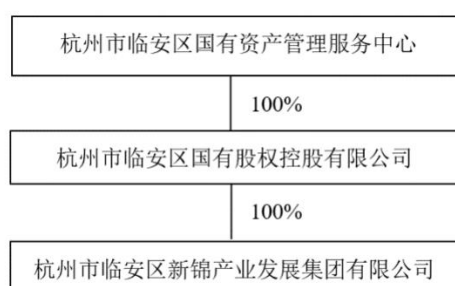 杭州市临安区国有资产管理服务中心
100%
杭州市临安区国有股权控股有限公司
100%
杭州市临安区新锦产业发展集团有限公司